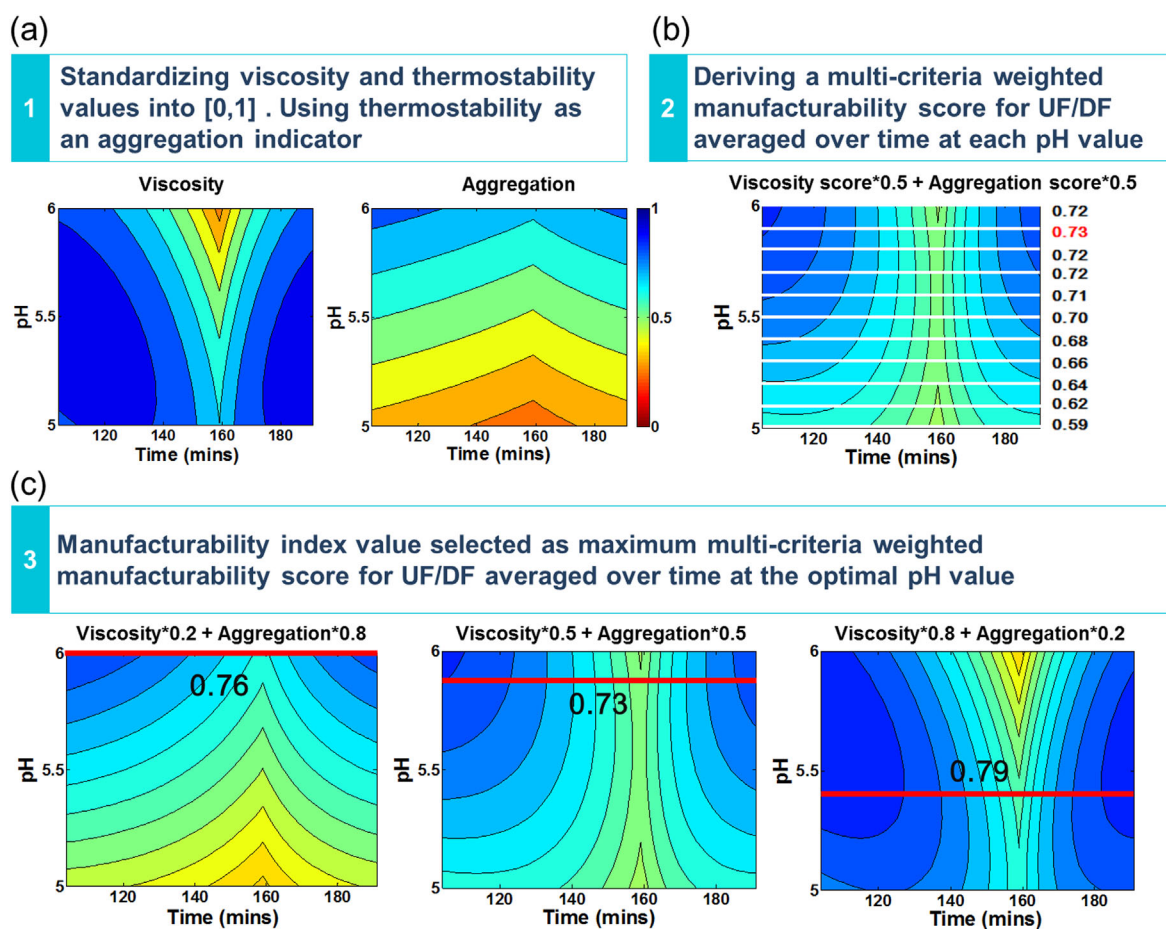 (a)
1
Standardizing viscosity and thermostability
values into [0,1] . Using thermostability as
an aggregation indicator
Viscosity
6
5.5
5
pH
120 140 160 180
Time (mins)
Aggregation
6
5.5
5
pH
120 140 160 180
Time (mins)
1
0.5
0
(b)
2
Deriving a multi-criteria weighted
manufacturability score for UF/DF
averaged over time at each pH value
Viscosity score*0.5 + Aggregation score*0.5
6
5.5
5
pH
120 140 160 180
Time (mins)
0.72
0.73
0.72
0.72
0.71
0.70
0.68
0.66
0.64
0.62
0.59
(c)
3
Manufacturability index value selected as maximum multi-criteria weighted
manufacturability score for UF/DF averaged over time at the optimal pH value
Viscosity*0.2 + Aggregation*0.8
6
5.5
5
pH
0.76
120 140 160 180
Time (mins)
Viscosity*0.5 + Aggregation*0.5
6
5.5
5
pH
0.73
120 140 160 180
Time (mins)
Viscosity*0.8 + Aggregation*0.2
6
5.5
5
pH
0.79
120 140 160 180
Time (mins)